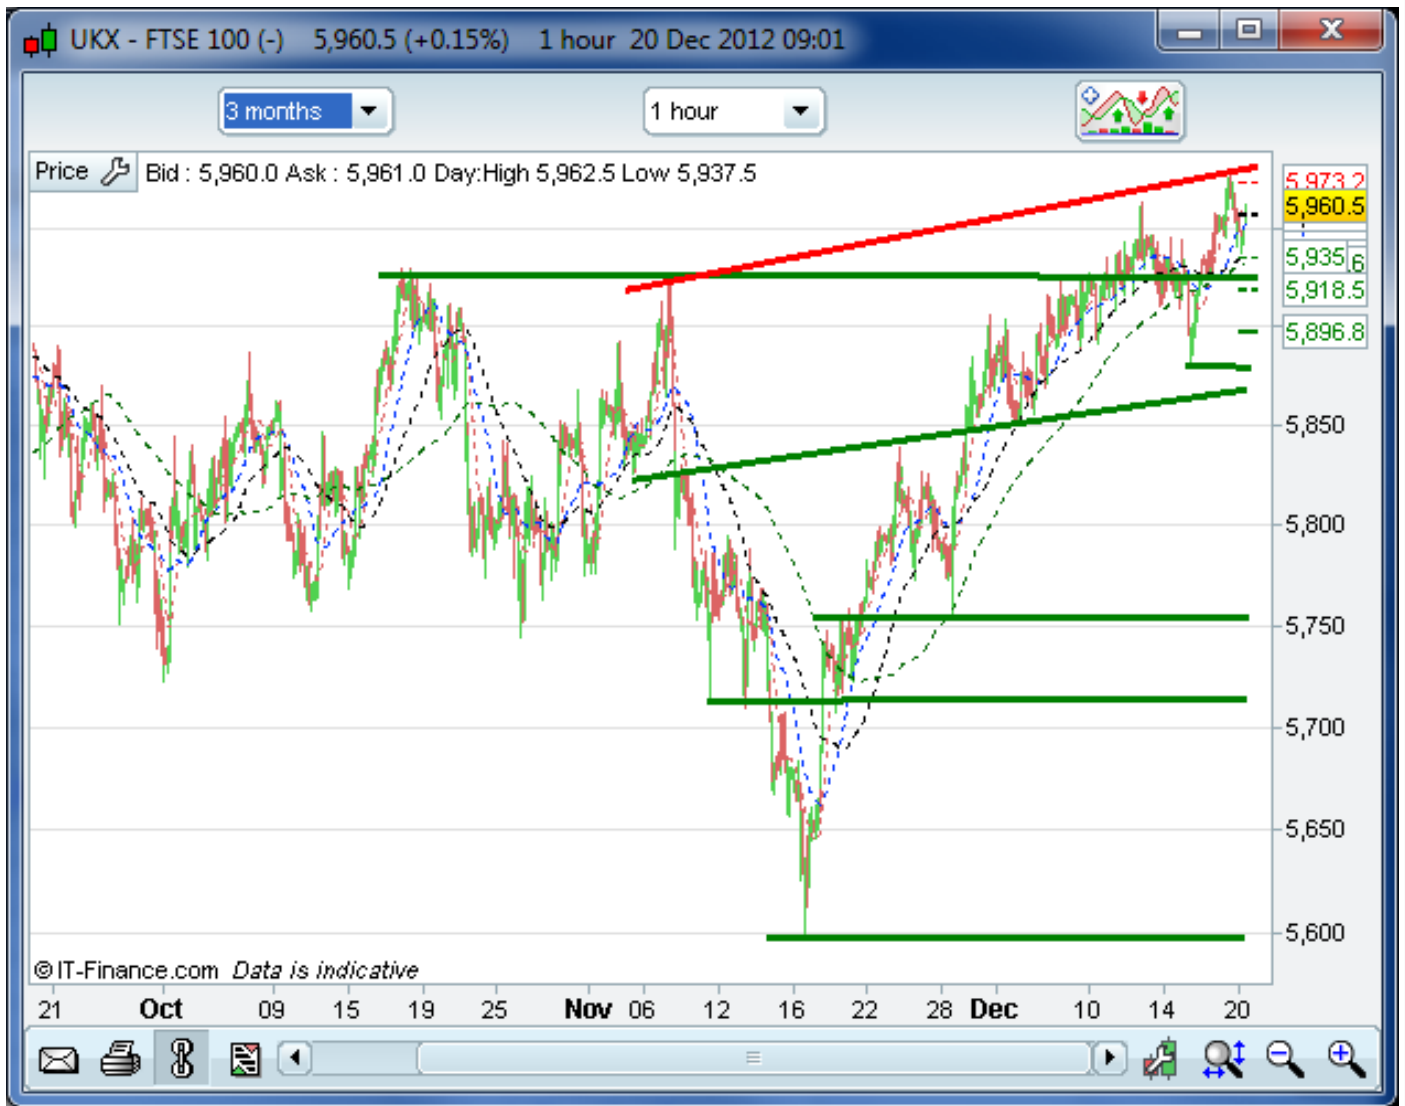 UKX - FTSE 100 (-) 5,960.5 (+0.15%) 1 hour 20 Dec 2012 09:01
3 months 1 hour
Price Bid : 5,960.0 Ask : 5,961.0 Day:High 5,962.5 Low 5,937.5
5,973.2
5,960.5
5,935
6
5,918.5
5,896.8
5,850
5,800
5,750
5,700
5,650
5,600
© IT-Finance.com Data is indicative
21 Oct 09 15 19 25 Nov 06 12 16 22 28 Dec 10 14 20